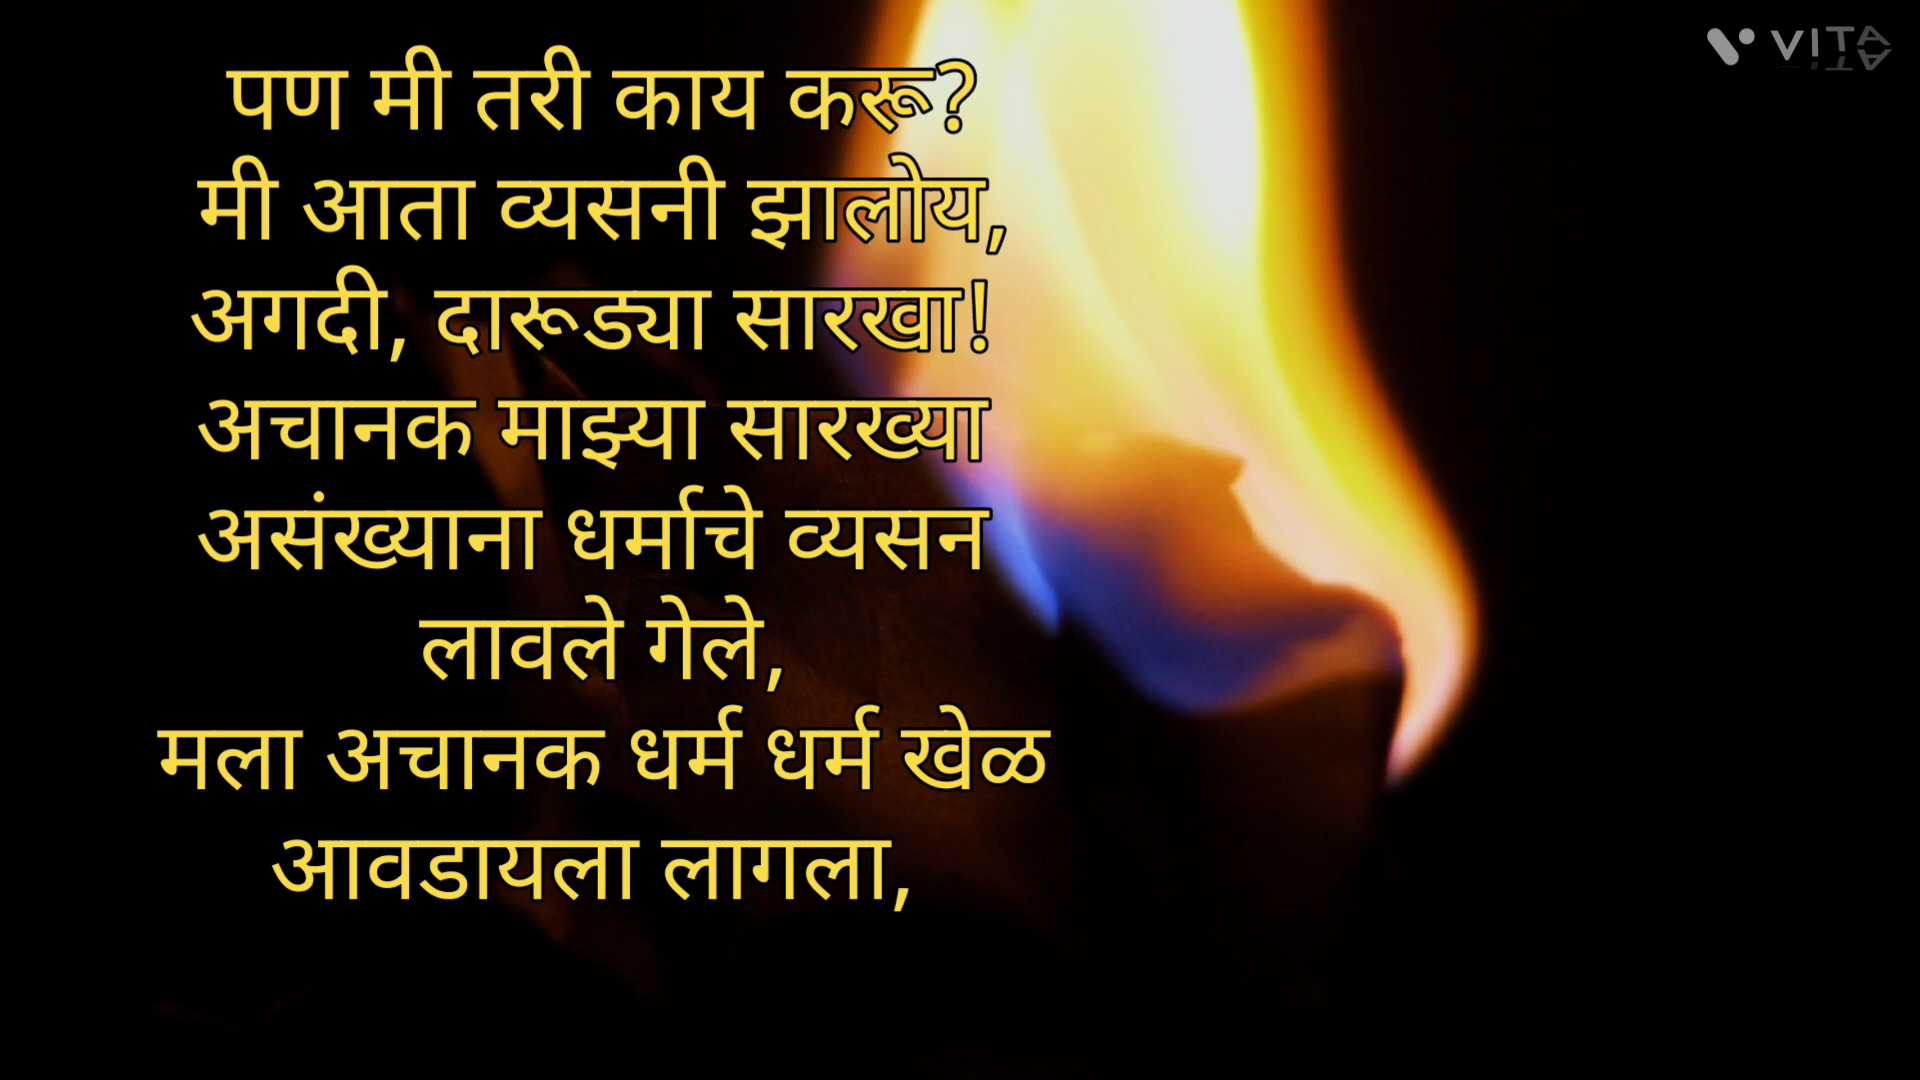 पण मी तरी काय करू?
मी आता व्यसनी झालोय,
अगदी, दारूड्या सारखा!
अचानक माझ्या सारख्या
असंख्याना धर्माचे व्यसन
लावले गेले,
मला अचानक धर्म धर्म खेळ
आवडायला लागला,
VITA